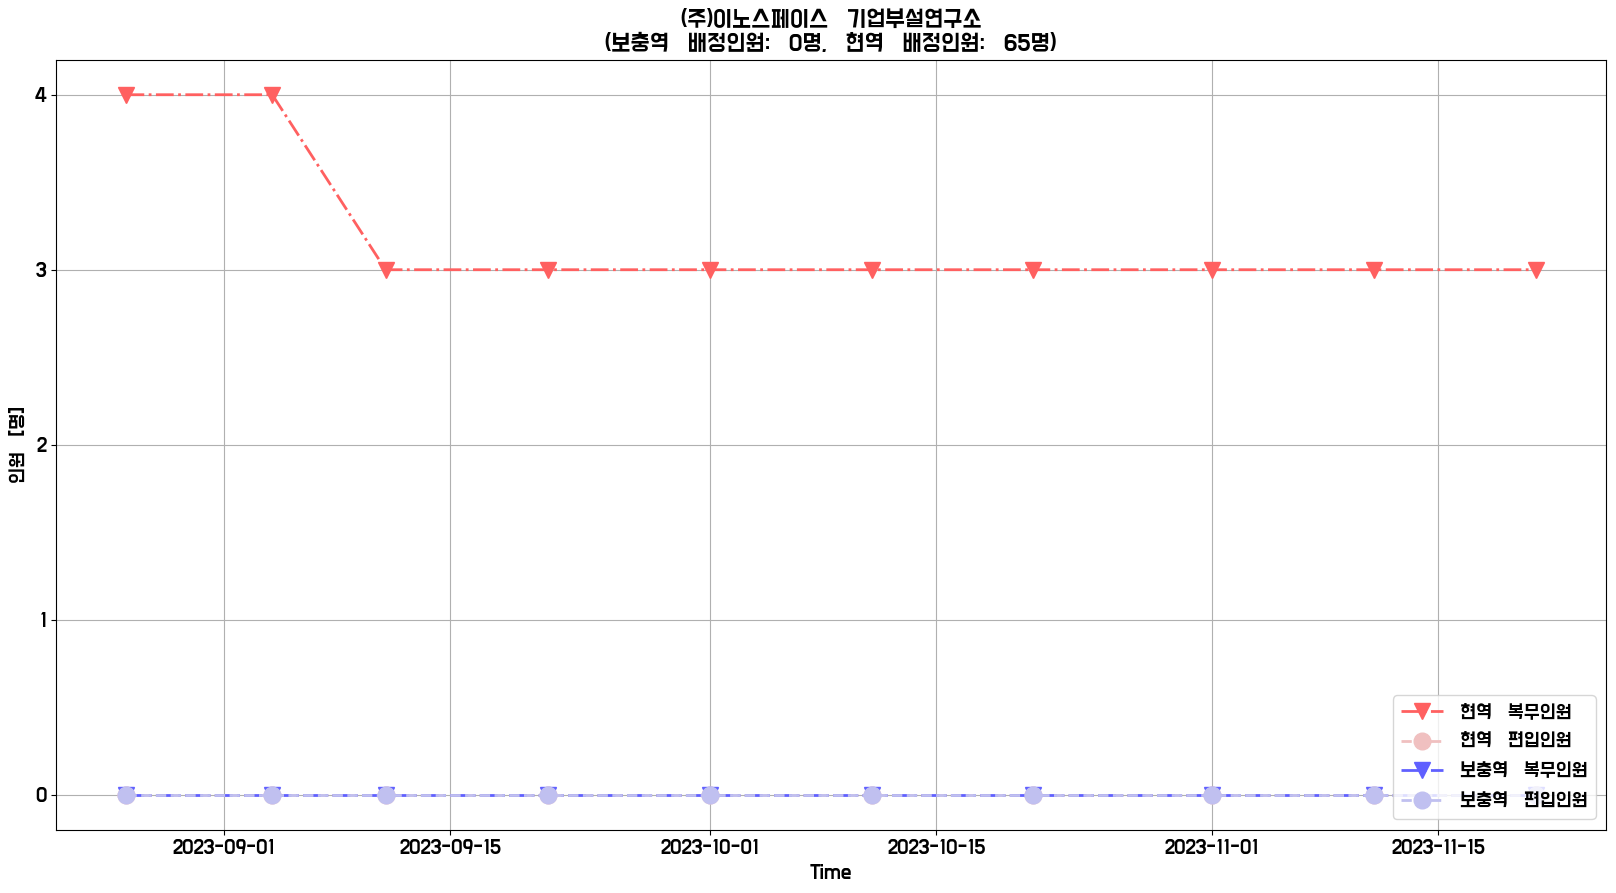 (주)이노스페이스 기업부설연구소
(보충역 배정인원: 0명, 현역 배정인원: 65명)
4
3
2
1
0
인원 [명]
2023-09-01 2023-09-15 2023-10-01 2023-10-15 2023-11-01 2023-11-15
Time
현역 복무인원
현역 편입인원
보충역 복무인원
보충역 편입인원